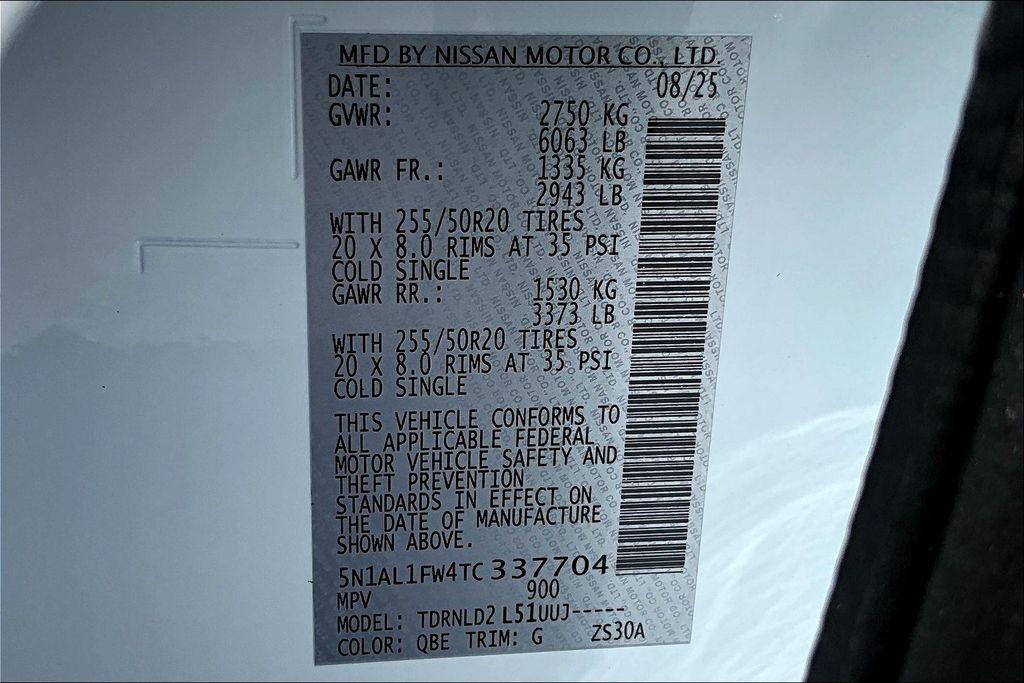 MFD BY NISSAN MOTOR CO., LTD.
DATE: 08/25
GVWR: 2750 KG
6063 LB
GAWR FR.: 1335 KG
2943 LB
WITH 255/50R20 TIRES
20 X 8.0 RIMS AT 35 PSI
COLD SINGLE
GAWR RR.: 1530 KG
3373 LB
WITH 255/50R20 TIRES
20 X 8.0 RIMS AT 35 PSI
COLD SINGLE
THIS VEHICLE CONFORMS TO
ALL APPLICABLE FEDERAL
MOTOR VEHICLE SAFETY AND
THEFT PREVENTION
STANDARDS IN EFFECT ON
THE DATE OF MANUFACTURE
SHOWN ABOVE.
5N1AL1FW4TC337704
MPV 900
MODEL: TDRNLD2L51UUJ-----
COLOR: QBE TRIM: G ZS30A